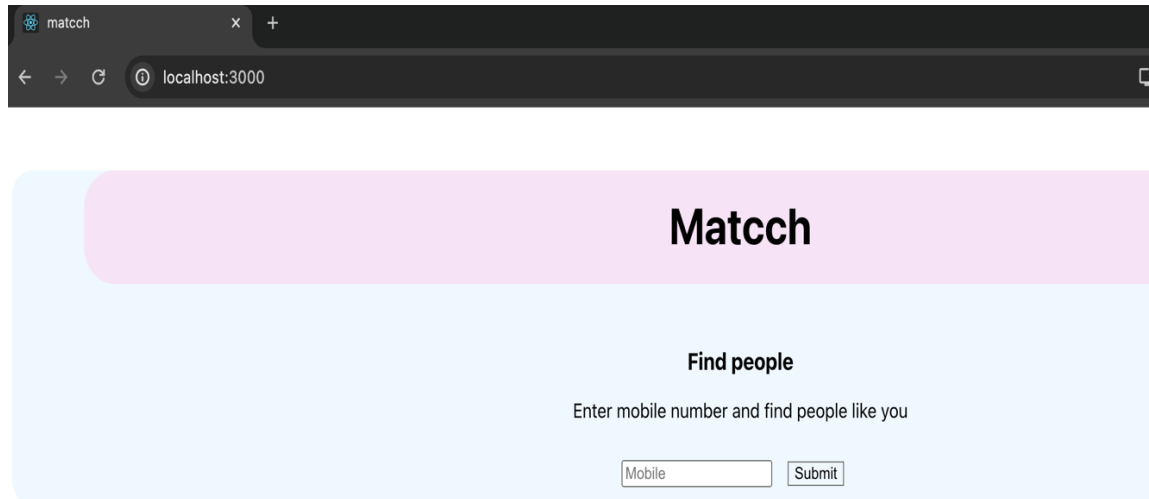 matcch
localhost:3000
Matcch
Find people
Enter mobile number and find people like you
Mobile Submit